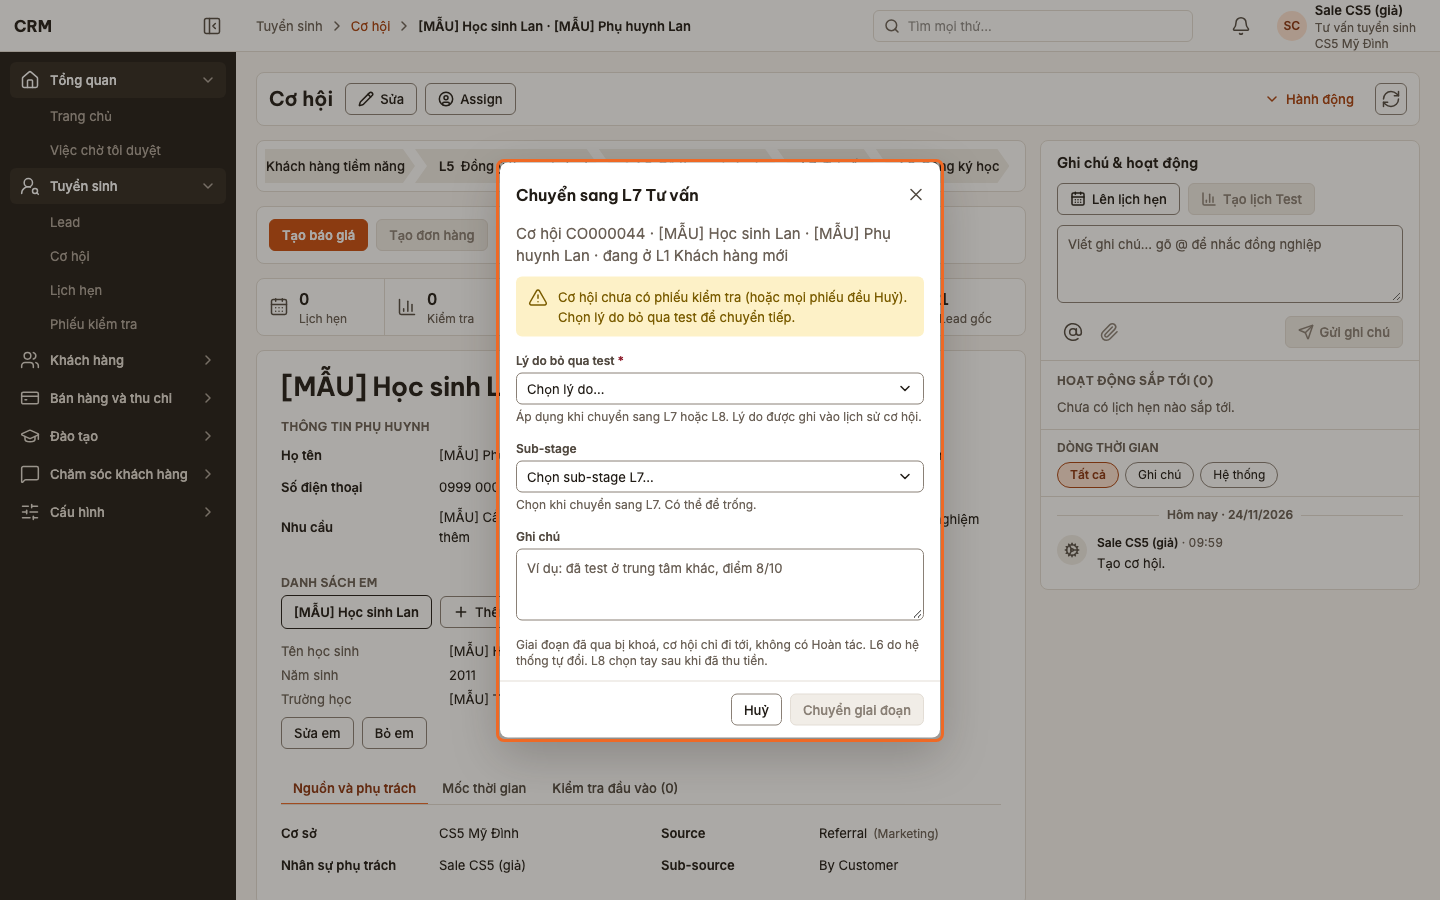 CRM
Tuyển sinh
Cơ hội
[MẪU] Học sinh Lan · [MẪU] Phụ huynh Lan
Tìm mọi thứ...
SC
Sale CS5 (giả)
Tư vấn tuyển sinh
CS5 Mỹ Đình
Tổng quan
Trang chủ
Việc chờ tôi duyệt
Tuyển sinh
Lead
Cơ hội
Lịch hẹn
Phiếu kiểm tra
Khách hàng
Bán hàng và thu chi
Đào tạo
Chăm sóc khách hàng
Cấu hình
Cơ hội
Sửa
Assign
Hành động
Khách hàng tiềm năng
L5 Đồng
ng ký học
Tạo báo giá
Tạo đơn hàng
0
Lịch hẹn
0
Kiểm tra
Lead gốc
[MẪU] Học sinh L
THÔNG TIN PHỤ HUYNH
Họ tên
[MẪU] Ph
Số điện thoại
0999 000
Nhu cầu
[MẪU] Cả
nghiệm
thêm
DANH SÁCH EM
[MẪU] Học sinh Lan
Thê
Tên học sinh
[MẪU] H
Năm sinh
2011
Trường học
[MẪU] T
Sửa em
Bỏ em
Nguồn và phụ trách
Mốc thời gian
Kiểm tra đầu vào (0)
Cơ sở
CS5 Mỹ Đình
Source
Referral (Marketing)
Nhân sự phụ trách
Sale CS5 (giả)
Sub-source
By Customer
Chuyển sang L7 Tư vấn
Cơ hội CO000044 · [MẪU] Học sinh Lan · [MẪU] Phụ
huynh Lan · đang ở L1 Khách hàng mới
Cơ hội chưa có phiếu kiểm tra (hoặc mọi phiếu đều Huỷ).
Chọn lý do bỏ qua test để chuyển tiếp.
Lý do bỏ qua test *
Chọn lý do...
Áp dụng khi chuyển sang L7 hoặc L8. Lý do được ghi vào lịch sử cơ hội.
Sub-stage
Chọn sub-stage L7...
Chọn khi chuyển sang L7. Có thể để trống.
Ghi chú
Ví dụ: đã test ở trung tâm khác, điểm 8/10
Giai đoạn đã qua bị khoá, cơ hội chỉ đi tới, không có Hoàn tác. L6 do hệ
thống tự đổi. L8 chọn tay sau khi đã thu tiền.
Huỷ
Chuyển giai đoạn
Ghi chú & hoạt động
Lên lịch hẹn
Tạo lịch Test
Viết ghi chú... gõ @ để nhắc đồng nghiệp
Gửi ghi chú
HOẠT ĐỘNG SẮP TỚI (0)
Chưa có lịch hẹn nào sắp tới.
DÒNG THỜI GIAN
Tất cả
Ghi chú
Hệ thống
Hôm nay · 24/11/2026
Sale CS5 (giả) · 09:59
Tạo cơ hội.